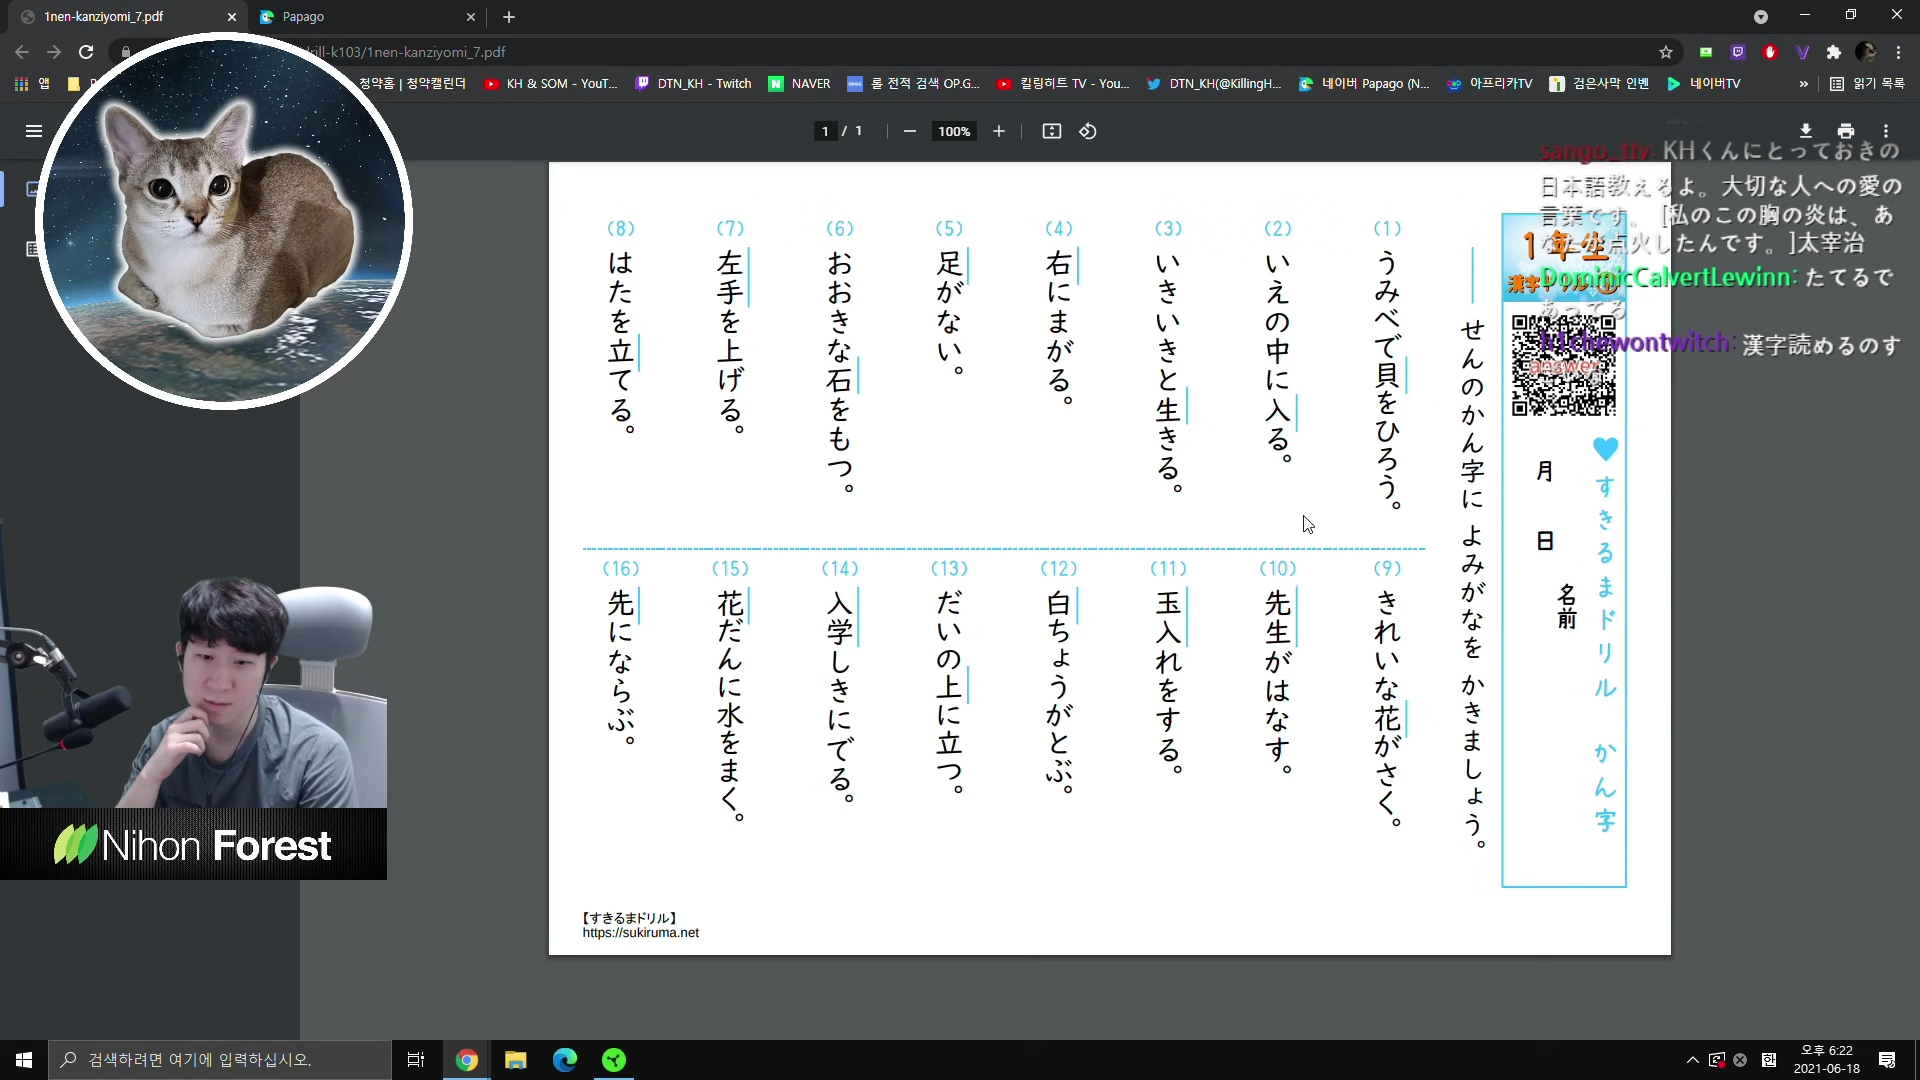 1nen-kanziyomi_7.pdf
Papago
rill-k103/1nen-kanziyomi_7.pdf
앱
청약홈 | 청약캘린더
KH & SOM - YouT...
DTN_KH - Twitch
NAVER
롤 전적 검색 OP.G...
킬링히트 TV - You...
DTN_KH(@KillingH...
네이버 Papago (N...
아프리카TV
검은사막 인벤
네이버TV
»
읽기 목록
1 / 1
100%
sango_ttv: KHくんにとっておきの
日本語教えるよ。大切な人への愛の
言葉です。 [私のこの胸の炎は、あ
なたが点火したんです。]太宰治
DominicCalvertLewinn: たてるで
あってる
h1chewontwitch: 漢字読めるのす
1年生
漢字ドリル
answer
♥すきるまドリル かん字
月 日
名前
せんのかん字に よみがなを かきましょう。
(1) うみべで貝をひろう。
(2) いえの中に入る。
(3) いきいきと生きる。
(4) 右にまがる。
(5) 足がない。
(6) おおきな石をもつ。
(7) 左手を上げる。
(8) はたを立てる。
(9) きれいな花がさく。
(10) 先生がはなす。
(11) 玉入れをする。
(12) 白ちょうがとぶ。
(13) だいの上に立つ。
(14) 入学しきにでる。
(15) 花だんに水をまく。
(16) 先にならぶ。
【すきるまドリル】
https://sukiruma.net
Nihon Forest
검색하려면 여기에 입력하십시오.
한
오후 6:22
2021-06-18